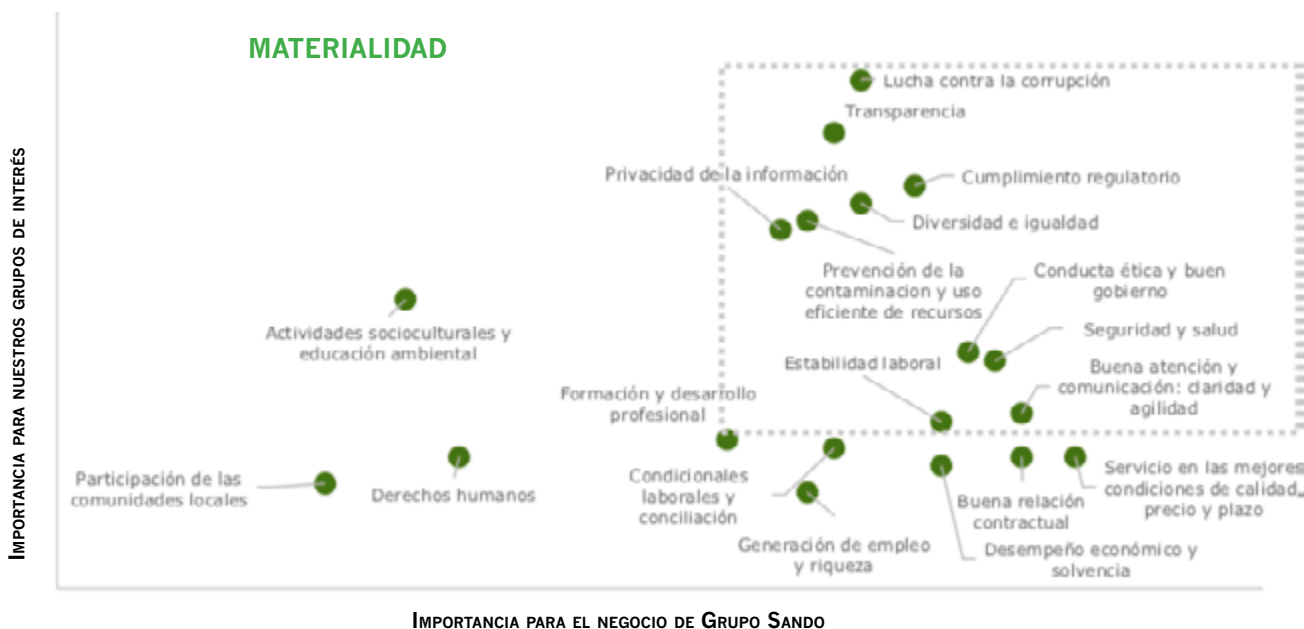 MATERIALIDAD
Lucha contra la corrupción
Transparencia
Privacidad de la información
Cumplimiento regulatorio
Diversidad e igualdad
Prevención de la
contaminacion y uso
eficiente de recursos
Conducta ética y buen
gobierno
Actividades socioculturales y
educación ambiental
Seguridad y salud
Estabilidad laboral
Buena atención y
comunicación: claridad y
agilidad
Formación y desarrollo
profesional
Participación de las
comunidades locales
Derechos humanos
Condicionales
laborales y
conciliación
Buena relación
contractual
Servicio en las mejores
condiciones de calidad,
precio y plazo
Generación de empleo
y riqueza
Desempeño económico y
solvencia
IMPORTANCIA PARA NUESTROS GRUPOS DE INTERÉS
IMPORTANCIA PARA EL NEGOCIO DE GRUPO SANDO